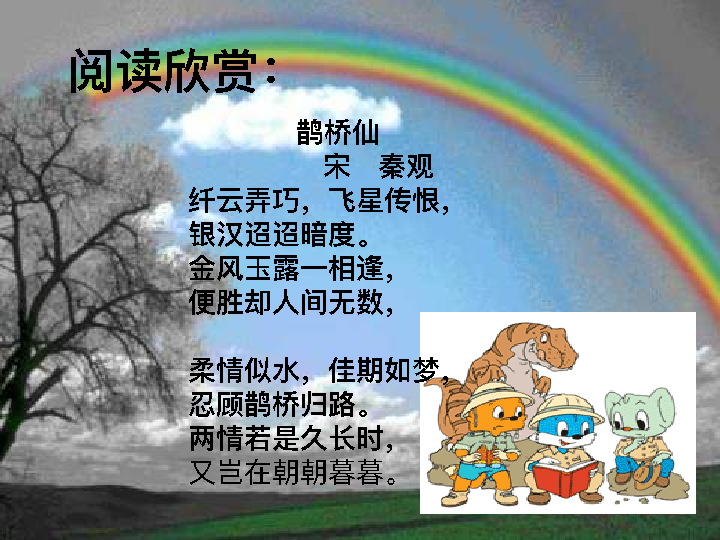 阅读欣赏：
鹊桥仙
宋　秦观
纤云弄巧，飞星传恨，
银汉迢迢暗度。
金风玉露一相逢，
便胜却人间无数，
柔情似水，佳期如梦，
忍顾鹊桥归路。
两情若是久长时，
又岂在朝朝暮暮。